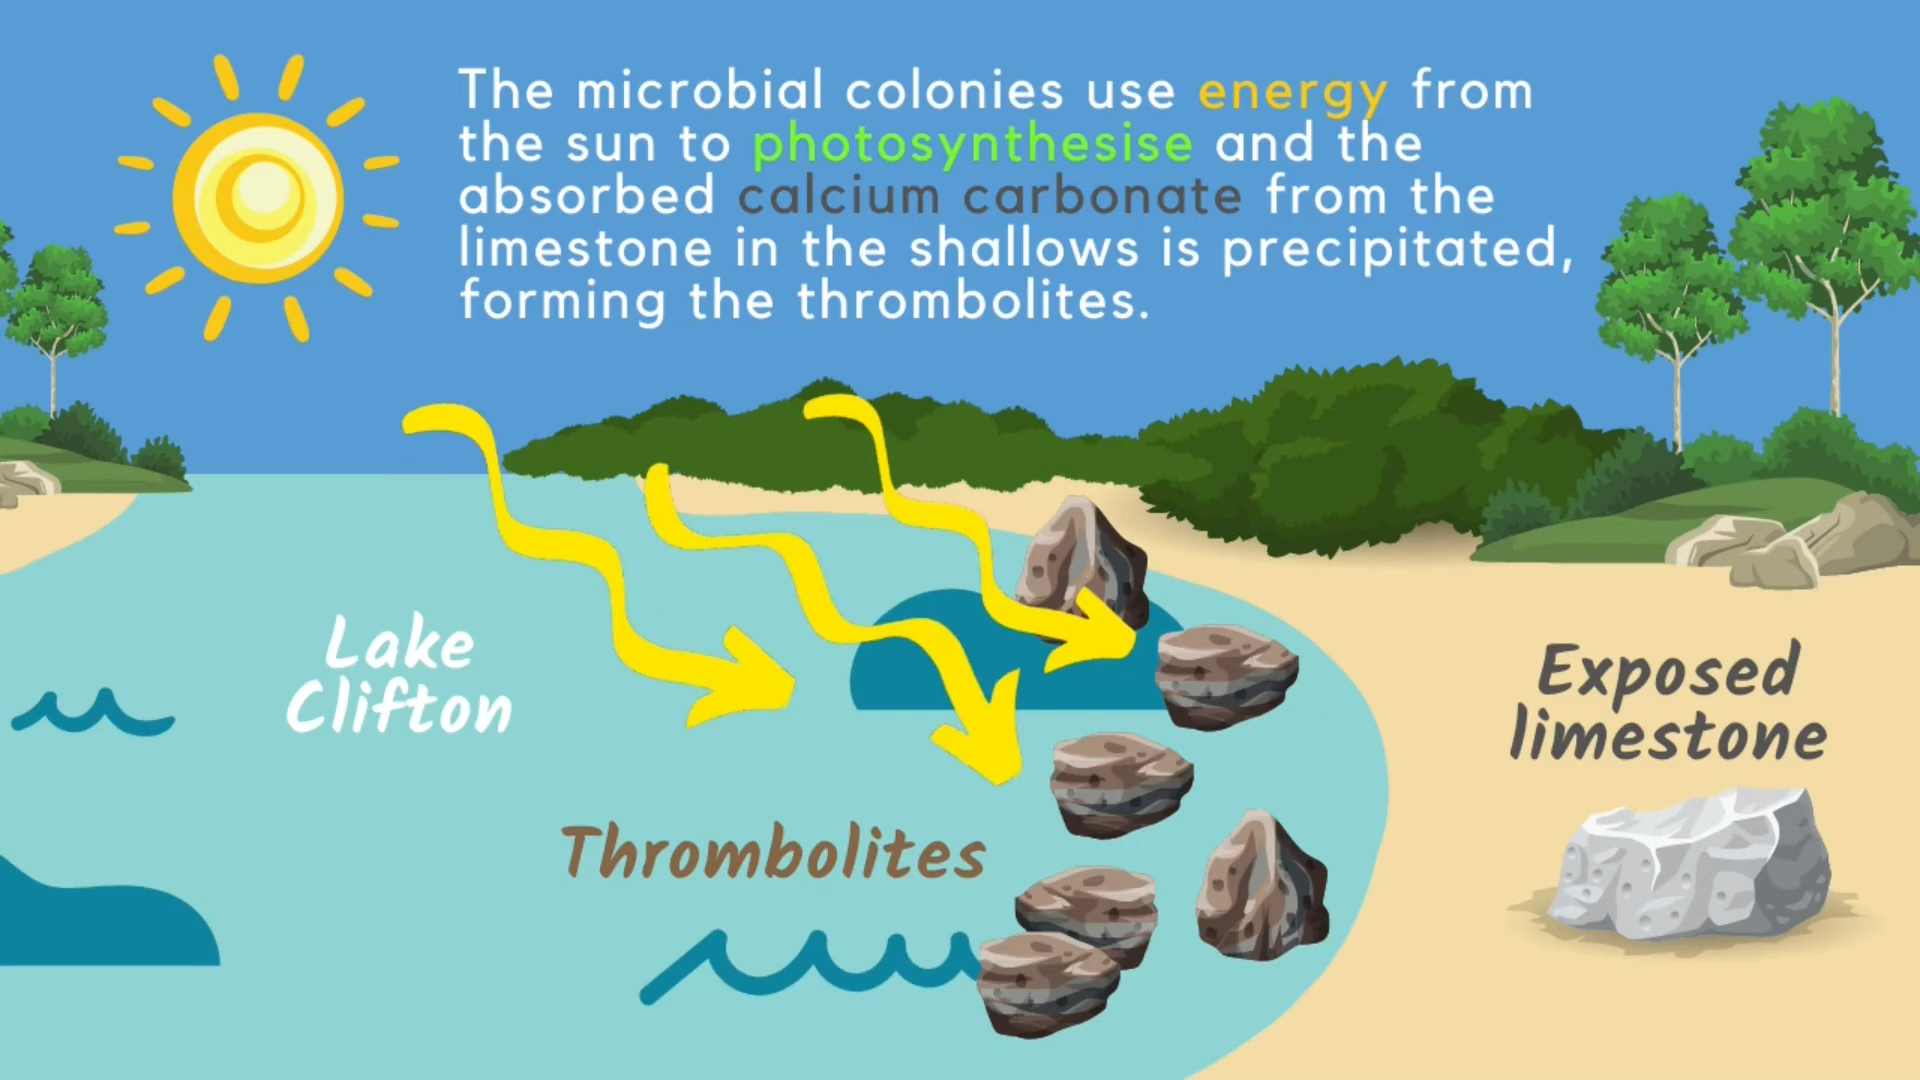 The microbial colonies use energy from
the sun to photosynthesise and the
absorbed calcium carbonate from the
limestone in the shallows is precipitated,
forming the thrombolites.
Lake
Clifton
Exposed
limestone
Thrombolites